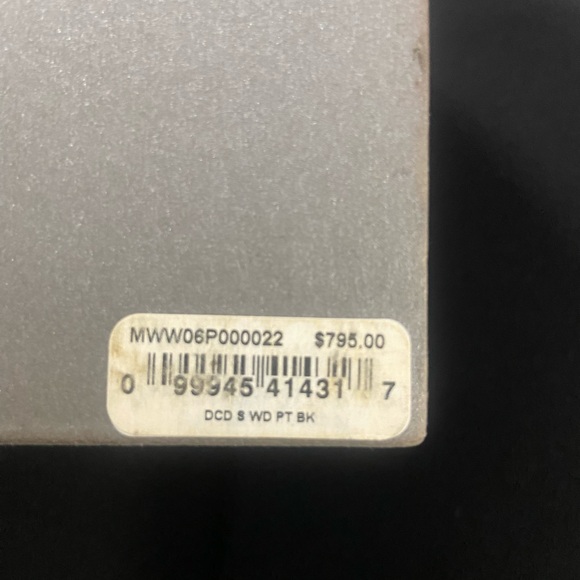 MWW06P000022 $795.00
0 99945 41431 7
DCD S WD PT BK